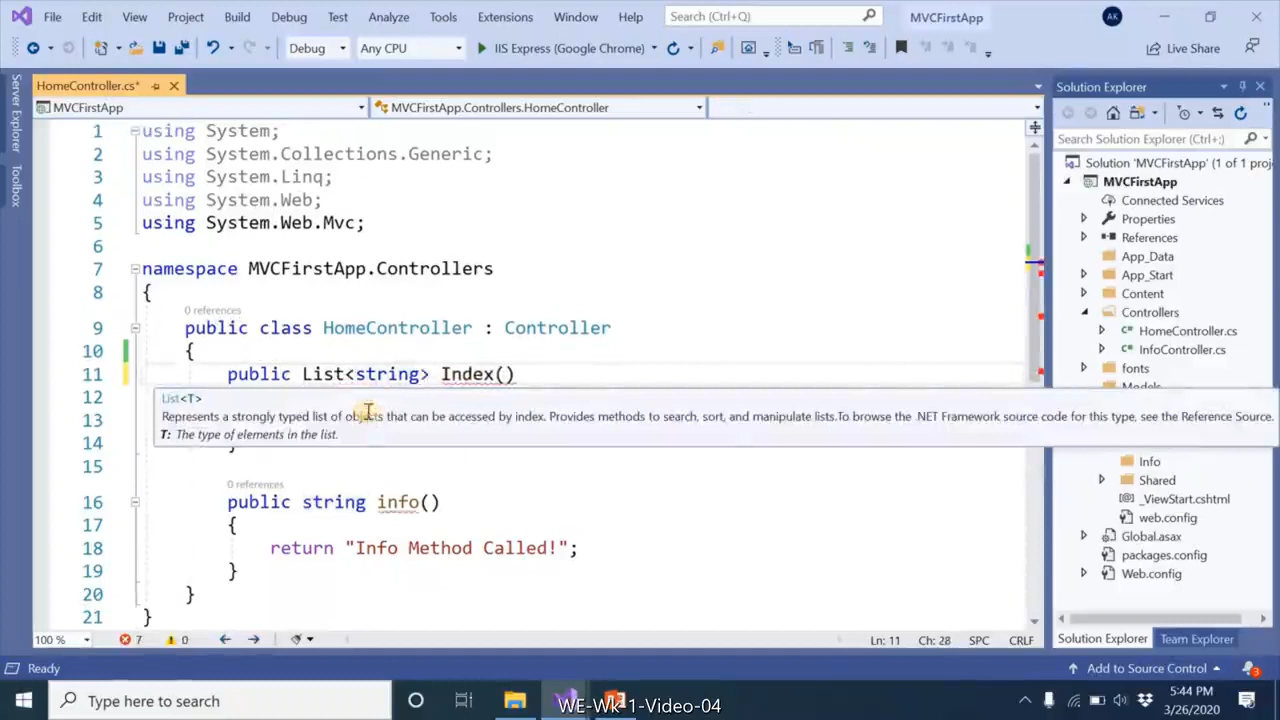 File Edit View Project Build Debug Test Analyze Tools Extensions Window Help Search (Ctrl+Q) MVCFirstApp AK
Debug Any CPU IIS Express (Google Chrome) Live Share
HomeController.cs*
MVCFirstApp MVCFirstApp.Controllers.HomeController
Server Explorer
Toolbox
1 using System;
2 using System.Collections.Generic;
3 using System.Linq;
4 using System.Web;
5 using System.Web.Mvc;
6
7 namespace MVCFirstApp.Controllers
8 {
0 references
9 public class HomeController : Controller
10 {
11 public List<string> Index()
12
List<T>
Represents a strongly typed list of objects that can be accessed by index. Provides methods to search, sort, and manipulate lists.To browse the .NET Framework source code for this type, see the Reference Source.
T: The type of elements in the list.
13
14
15
0 references
16 public string info()
17 {
18 return "Info Method Called!";
19 }
20 }
21 }
100 % 7 0 Ln: 11 Ch: 28 SPC CRLF
Solution Explorer
Search Solution Explorer (Ctrl+;)
Solution 'MVCFirstApp' (1 of 1 proj
MVCFirstApp
Connected Services
Properties
References
App_Data
App_Start
Content
Controllers
HomeController.cs
InfoController.cs
fonts
Models
Info
Shared
_ViewStart.cshtml
web.config
Global.asax
packages.config
Web.config
Solution Explorer Team Explorer
Ready Add to Source Control 3
Type here to search
WE-Wk-1-Video-04
5:44 PM
3/26/2020